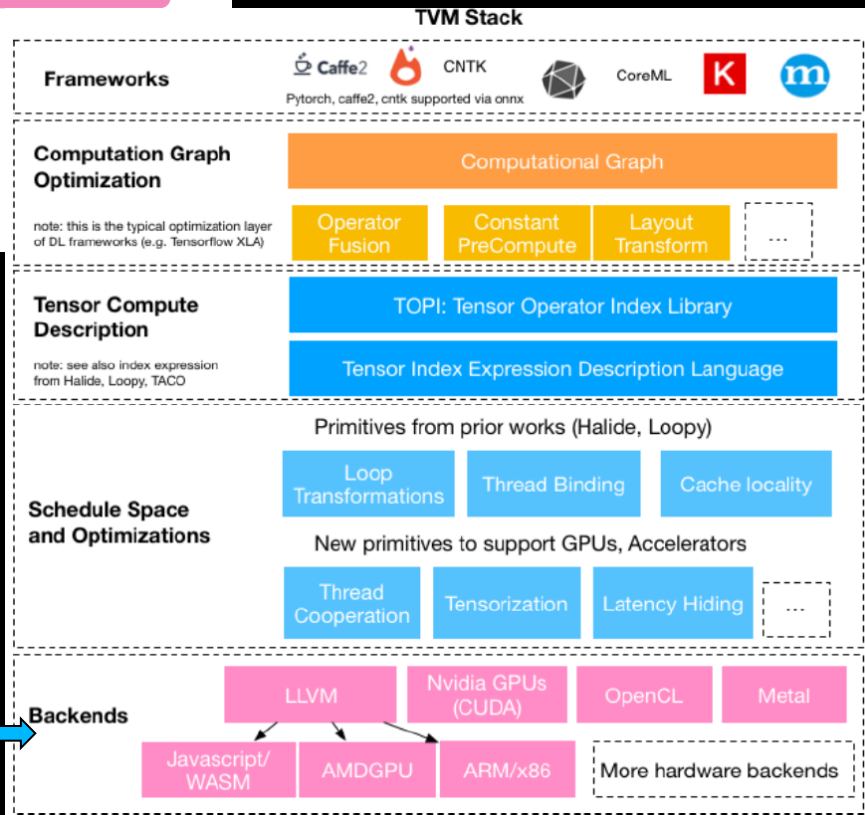 TVM Stack
Frameworks
Caffe2
CNTK
CoreML
K
m
Pytorch, caffe2, cntk supported via onnx
Computation Graph
Optimization
note: this is the typical optimization layer
of DL frameworks (e.g. Tensorflow XLA)
Computational Graph
Operator
Fusion
Constant
PreCompute
Layout
Transform
...
Tensor Compute
Description
note: see also index expression
from Halide, Loopy, TACO
TOPI: Tensor Operator Index Library
Tensor Index Expression Description Language
Schedule Space
and Optimizations
Primitives from prior works (Halide, Loopy)
Loop
Transformations
Thread Binding
Cache locality
New primitives to support GPUs, Accelerators
Thread
Cooperation
Tensorization
Latency Hiding
...
Backends
LLVM
Nvidia GPUs
(CUDA)
OpenCL
Metal
Javascript/
WASM
AMDGPU
ARM/x86
More hardware backends